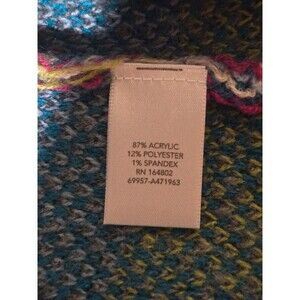 87% ACRYLIC
12% POLYESTER
1% SPANDEX
RN 164802
69957-A471963